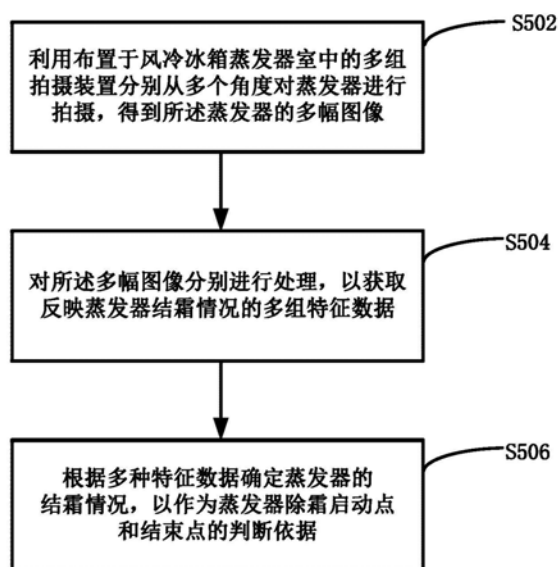 S502
利用布置于风冷冰箱蒸发器室中的多组
拍摄装置分别从多个角度对蒸发器进行
拍摄，得到所述蒸发器的多幅图像
S504
对所述多幅图像分别进行处理，以获取
反映蒸发器结霜情况的多组特征数据
S506
根据多种特征数据确定蒸发器的
结霜情况，以作为蒸发器除霜启动点
和结束点的判断依据